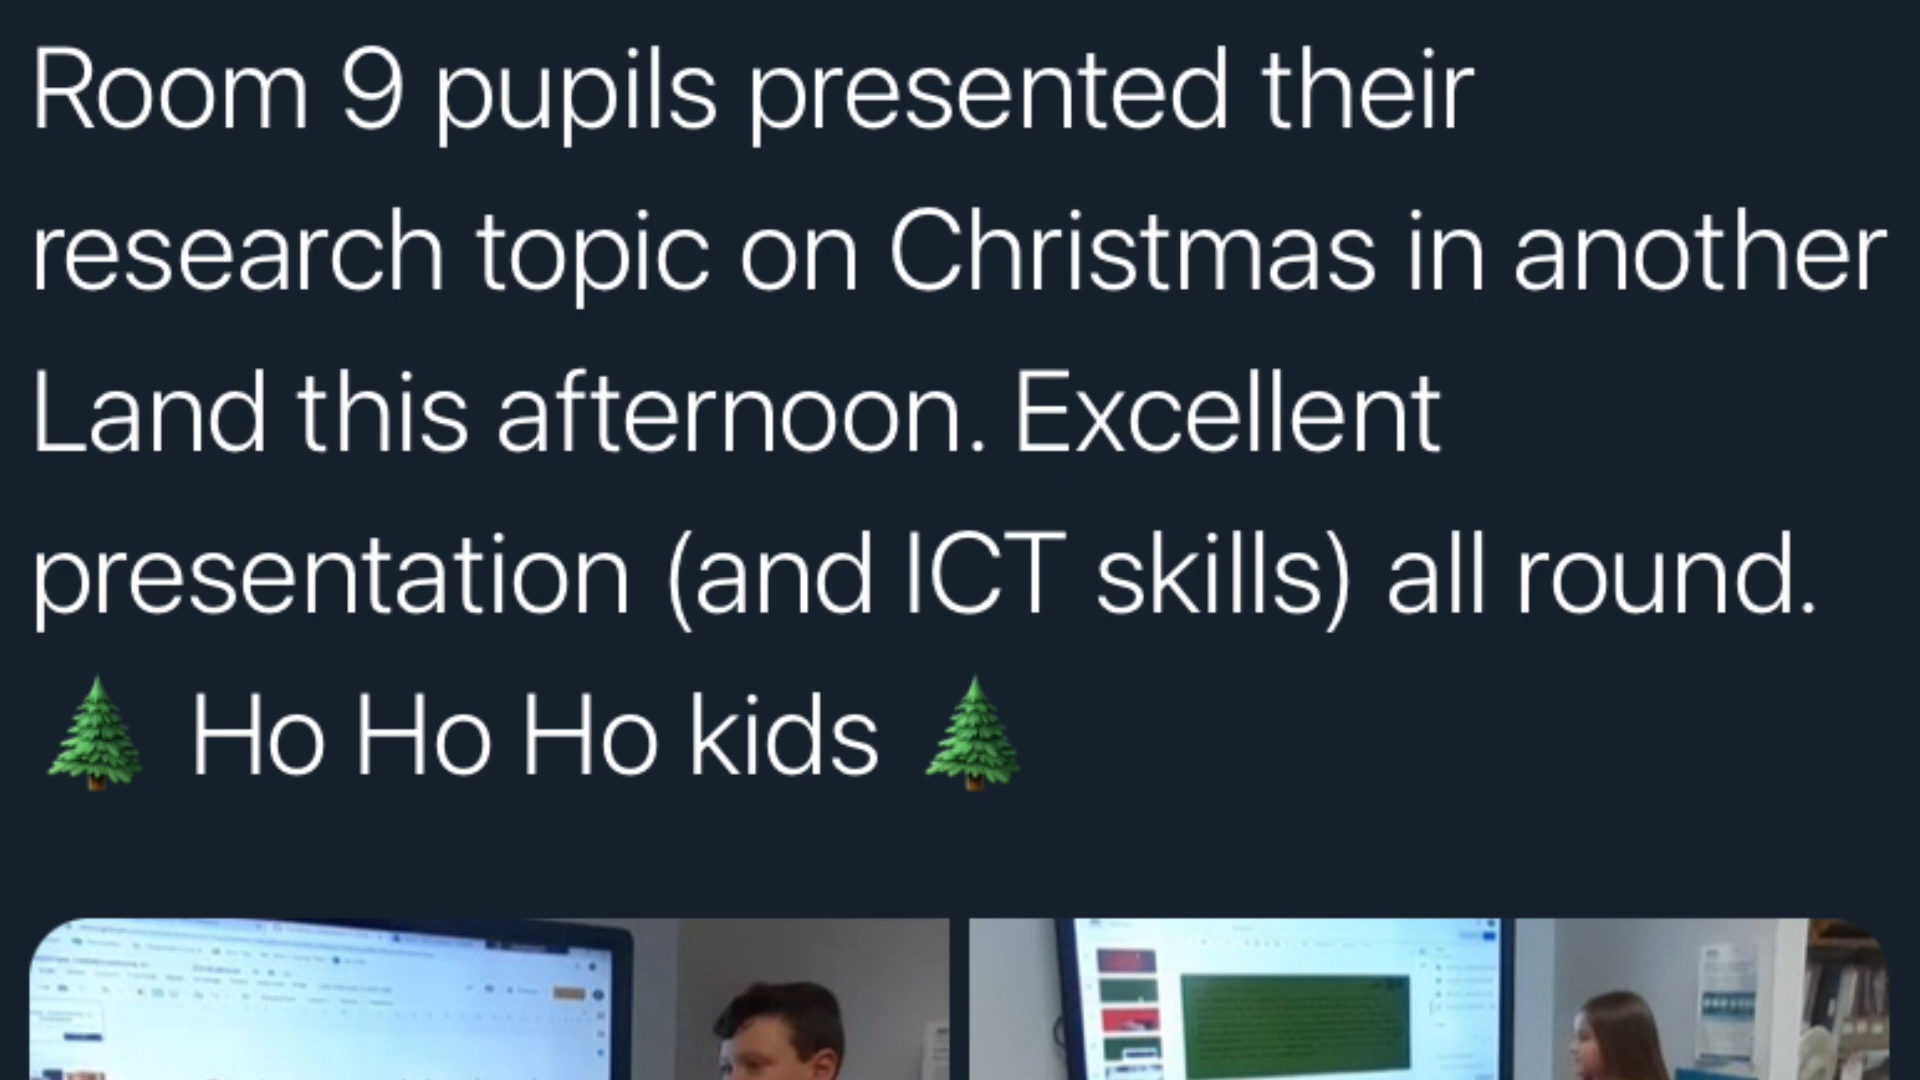 Room 9 pupils presented their
research topic on Christmas in another
Land this afternoon. Excellent
presentation (and ICT skills) all round.
🌲 Ho Ho Ho kids 🌲